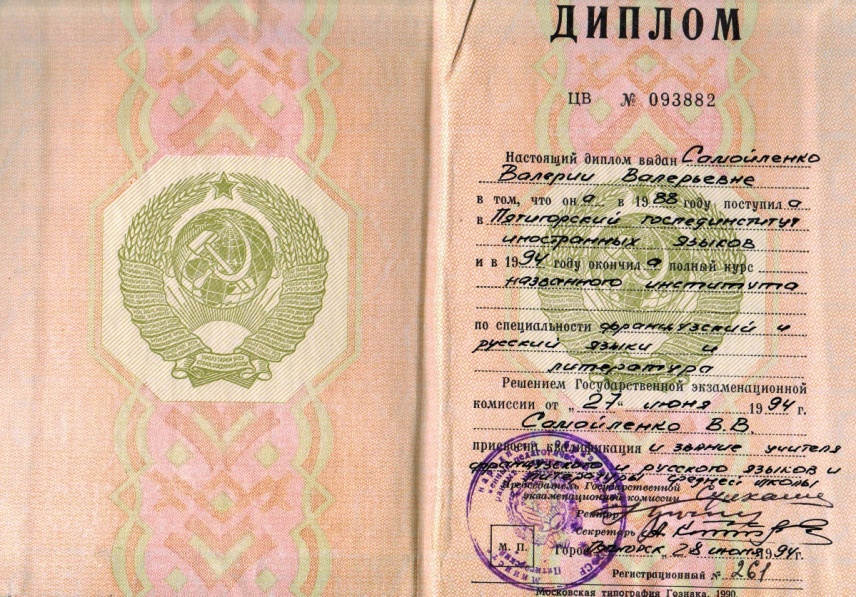 ДИПЛОМ
ЦВ № 093882
Настоящий диплом выдан Самойленко
Валерии Валерьевне
в том, что он а в 1988 году поступил а
в Пятигорский госпединститут
иностранных языков
и в 1994 году окончил а полный курс
названного института
по специальности французский и
русский языки и
литература
Решением Государственной экзаменационной
комиссии от „27“ июня 1994 г.
Самойленко В.В.
присвоена квалификация и звание учителя
французского и русского языков и
литературы средней школы
Председатель Государственной
экзаменационной комиссии
Ректор
Секретарь
М. П.
Город Пятигорск, 28 июня 1994 г.
Регистрационный № 261
Московская типография Гознака. 1990.